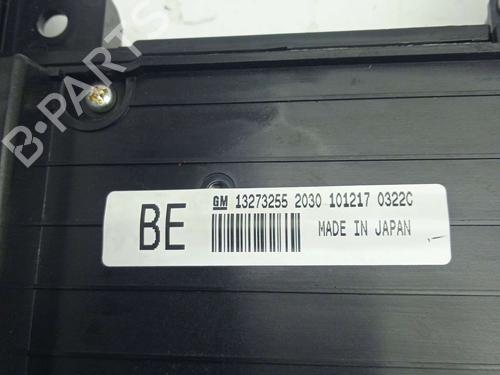 B-PARTS
BE
GM 13273255 2030 101217 0322C
MADE IN JAPAN